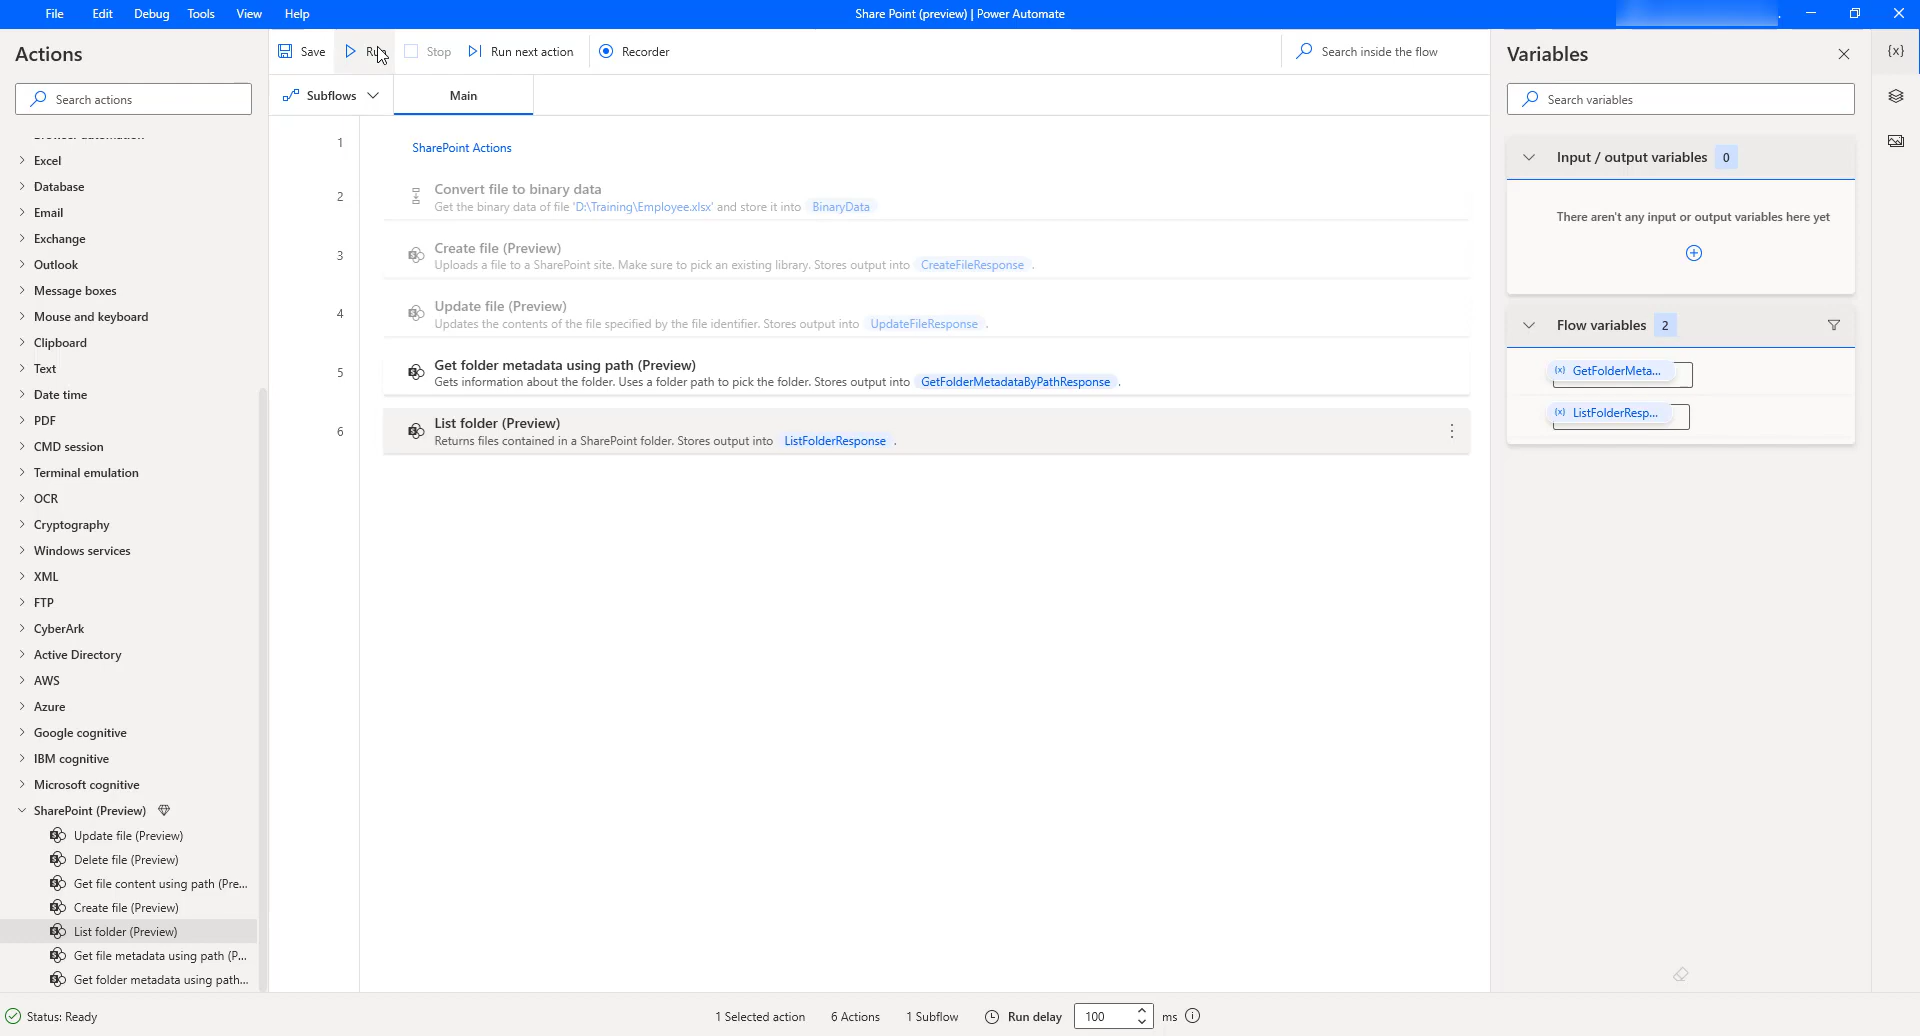 File Edit Debug Tools View Help
Share Point (preview) | Power Automate
Actions
Search actions
Browser automation
Excel
Database
Email
Exchange
Outlook
Message boxes
Mouse and keyboard
Clipboard
Text
Date time
PDF
CMD session
Terminal emulation
OCR
Cryptography
Windows services
XML
FTP
CyberArk
Active Directory
AWS
Azure
Google cognitive
IBM cognitive
Microsoft cognitive
SharePoint (Preview)
Update file (Preview)
Delete file (Preview)
Get file content using path (Pre...
Create file (Preview)
List folder (Preview)
Get file metadata using path (P...
Get folder metadata using path...
Save Run Stop Run next action Recorder
Search inside the flow
Subflows Main
1 SharePoint Actions
2 Convert file to binary data
Get the binary data of file 'D:\Training\Employee.xlsx' and store it into BinaryData
3 Create file (Preview)
Uploads a file to a SharePoint site. Make sure to pick an existing library. Stores output into CreateFileResponse .
4 Update file (Preview)
Updates the contents of the file specified by the file identifier. Stores output into UpdateFileResponse .
5 Get folder metadata using path (Preview)
Gets information about the folder. Uses a folder path to pick the folder. Stores output into GetFolderMetadataByPathResponse .
6 List folder (Preview)
Returns files contained in a SharePoint folder. Stores output into ListFolderResponse .
Variables
{x}
Search variables
Input / output variables 0
There aren't any input or output variables here yet
Flow variables 2
(x) GetFolderMeta...
(x) ListFolderResp...
Status: Ready
1 Selected action 6 Actions 1 Subflow Run delay 100 ms